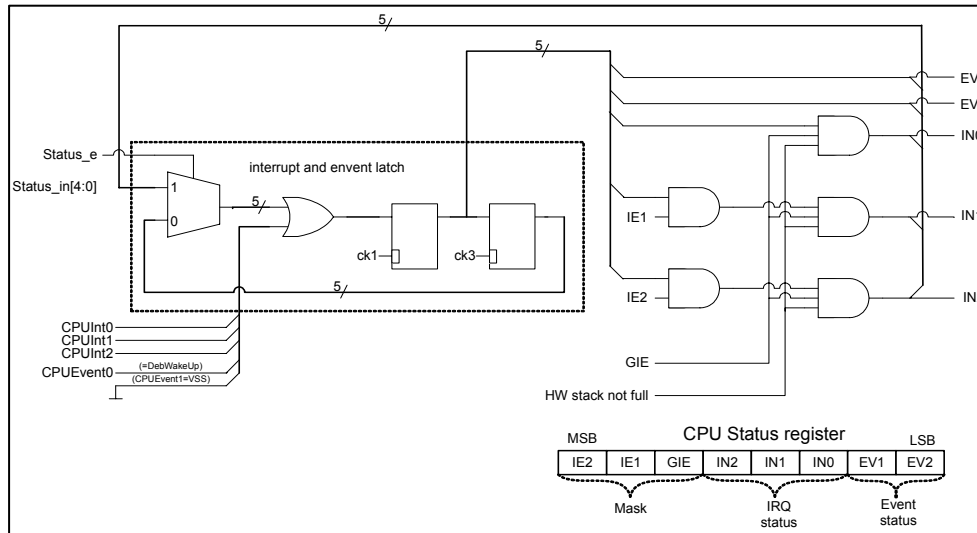 5
5
EV
EV
IN0
Status_e
interrupt and envent latch
Status_in[4:0]
1
5
0
IE1
IN1
ck1
ck3
5
IE2
IN
CPUInt0
CPUInt1
CPUInt2
CPUEvent0
(=DebWakeUp)
(CPUEvent1=VSS)
GIE
HW stack not full
MSB
CPU Status register
LSB
IE2 IE1 GIE IN2 IN1 IN0 EV1 EV2
Mask
IRQ
status
Event
status